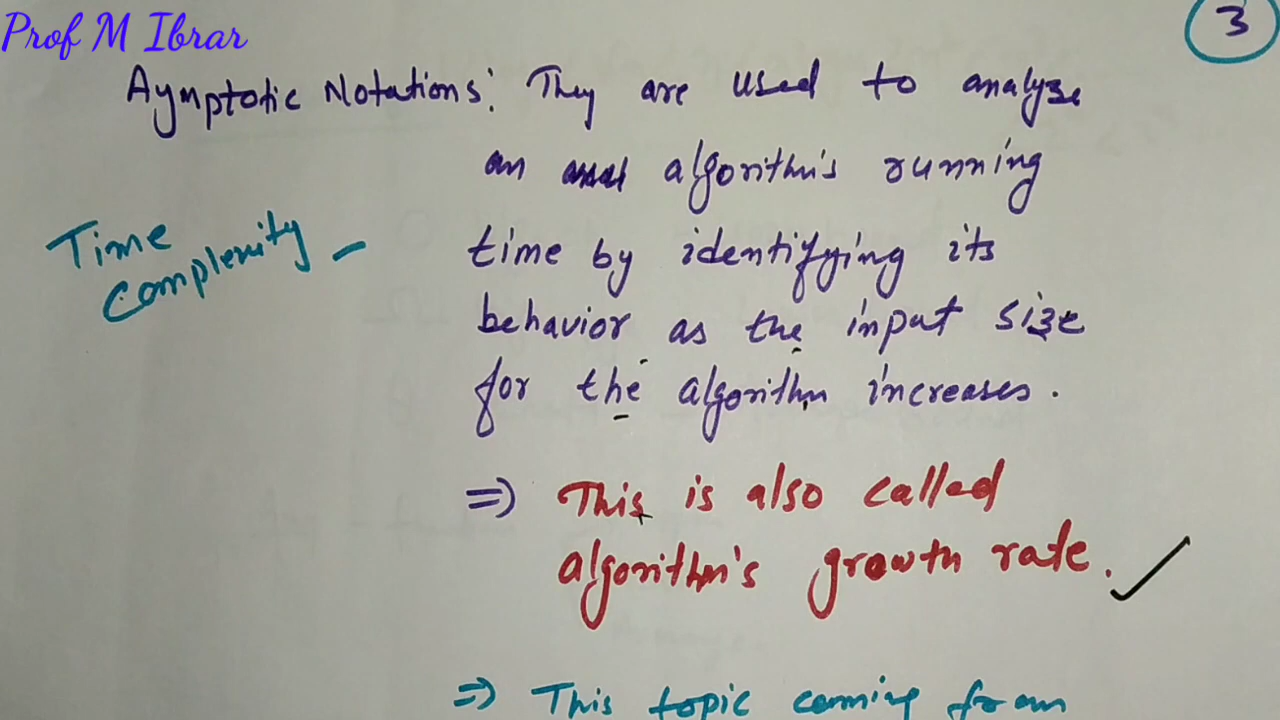 Prof M Ibrar
3
Aymptotic Notations: They are used to analyze
an algorithm's running
Time
complexity -
time by identifying its
behavior as the input size
for the algorithm increases.
=> This is also called
algorithm's growth rate.
=> This topic coming from